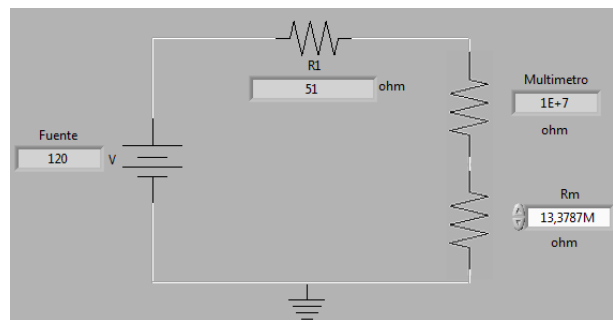 R1
51 ohm
Multimetro
1E+7
ohm
Fuente
120 V
Rm
13,3787M
ohm